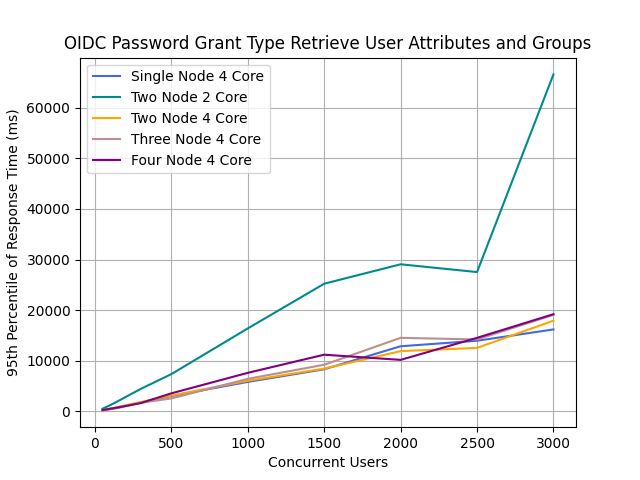 OIDC Password Grant Type Retrieve User Attributes and Groups
Single Node 4 Core
Two Node 2 Core
Two Node 4 Core
Three Node 4 Core
Four Node 4 Core
95th Percentile of Response Time (ms)
60000
50000
40000
30000
20000
10000
0
0 500 1000 1500 2000 2500 3000
Concurrent Users